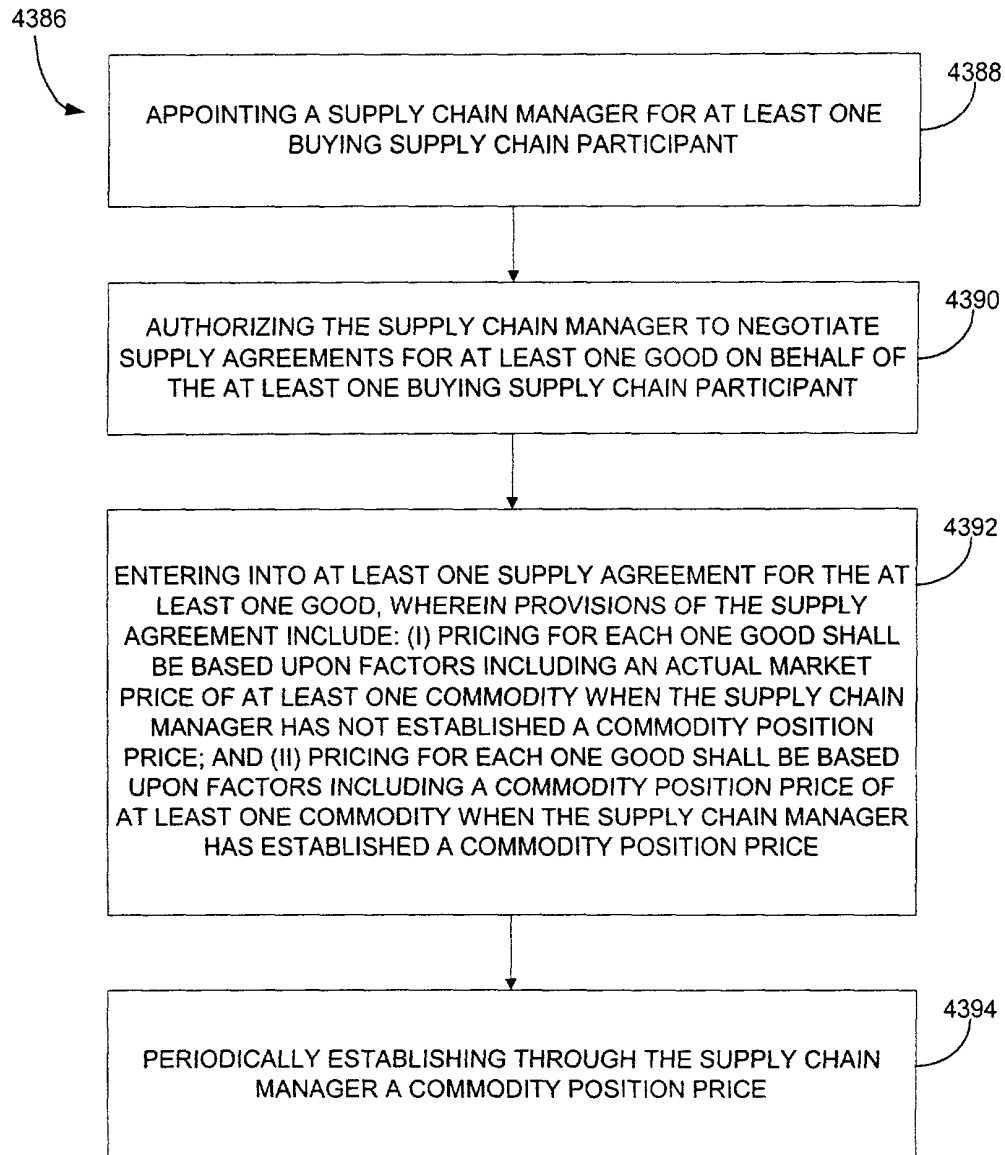 4386
4388
APPOINTING A SUPPLY CHAIN MANAGER FOR AT LEAST ONE
BUYING SUPPLY CHAIN PARTICIPANT
4390
AUTHORIZING THE SUPPLY CHAIN MANAGER TO NEGOTIATE
SUPPLY AGREEMENTS FOR AT LEAST ONE GOOD ON BEHALF OF
THE AT LEAST ONE BUYING SUPPLY CHAIN PARTICIPANT
4392
ENTERING INTO AT LEAST ONE SUPPLY AGREEMENT FOR THE AT
LEAST ONE GOOD, WHEREIN PROVISIONS OF THE SUPPLY
AGREEMENT INCLUDE: (I) PRICING FOR EACH ONE GOOD SHALL
BE BASED UPON FACTORS INCLUDING AN ACTUAL MARKET
PRICE OF AT LEAST ONE COMMODITY WHEN THE SUPPLY CHAIN
MANAGER HAS NOT ESTABLISHED A COMMODITY POSITION
PRICE; AND (II) PRICING FOR EACH ONE GOOD SHALL BE BASED
UPON FACTORS INCLUDING A COMMODITY POSITION PRICE OF
AT LEAST ONE COMMODITY WHEN THE SUPPLY CHAIN MANAGER
HAS ESTABLISHED A COMMODITY POSITION PRICE
4394
PERIODICALLY ESTABLISHING THROUGH THE SUPPLY CHAIN
MANAGER A COMMODITY POSITION PRICE